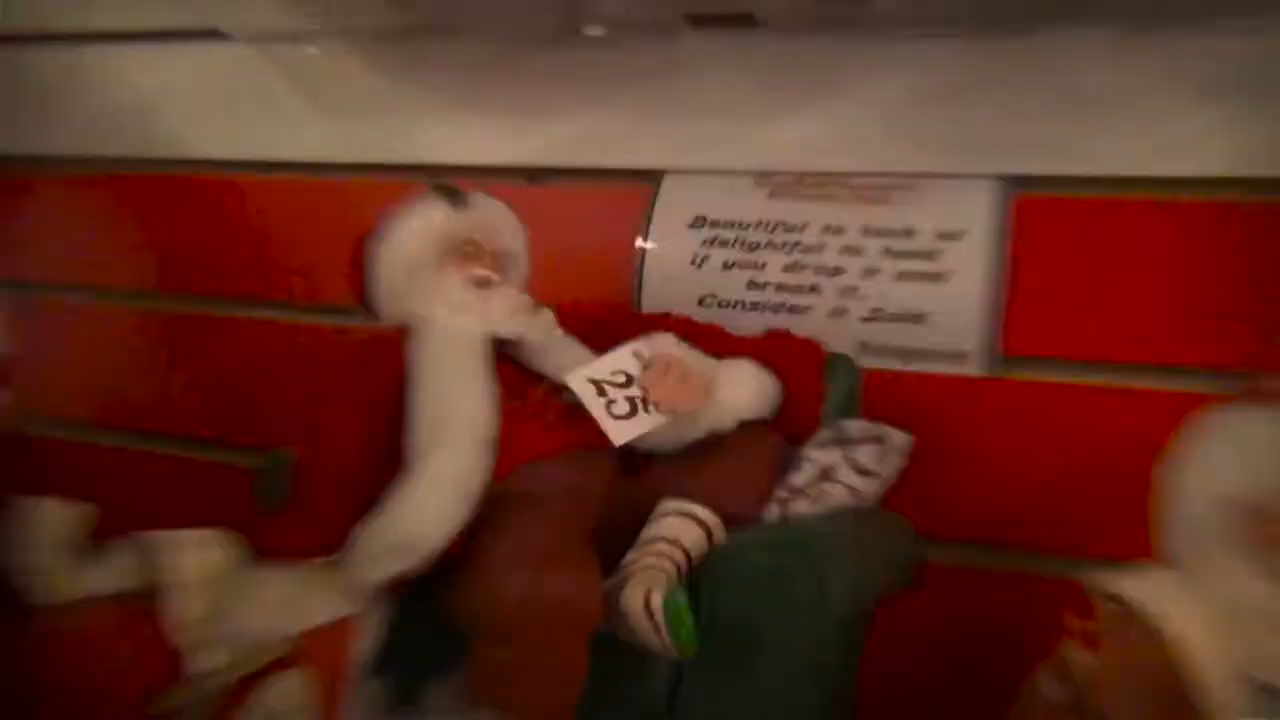 Beautiful to look at
delightful to hold
if you drop it and
break it.
Consider it Sold
25